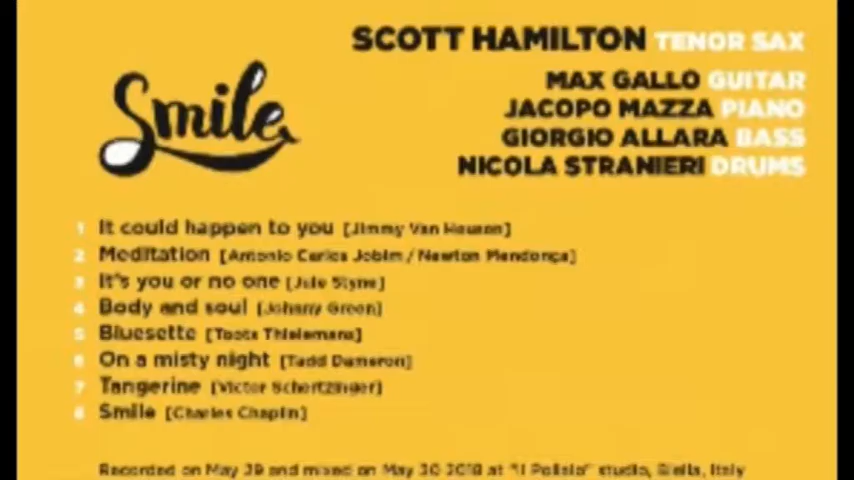 Smile
SCOTT HAMILTON TENOR SAX
MAX GALLO GUITAR
JACOPO MAZZA PIANO
GIORGIO ALLARA BASS
NICOLA STRANIERI DRUMS
1 It could happen to you [Jimmy Van Heusen]
2 Meditation [Antonio Carlos Jobim / Newton Mendonça]
3 It's you or no one [Jule Styne]
4 Body and soul [Johnny Green]
5 Bluesette [Toots Thielemans]
6 On a misty night [Tadd Dameron]
7 Tangerine [Victor Schertzinger]
8 Smile [Charles Chaplin]
Recorded on May 29 and mixed on May 30 2018 at "Il" studio, Biella, Italy